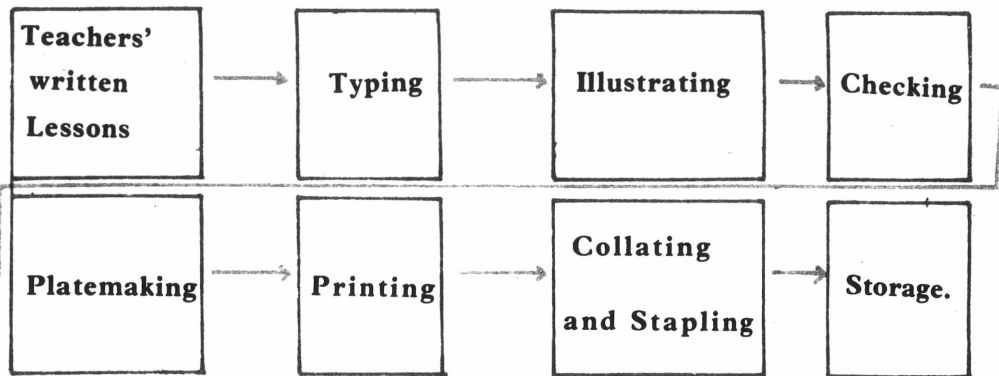 Teachers'
written
Lessons
Typing
Illustrating
Checking
Platemaking
Printing
Collating
and Stapling
Storage.